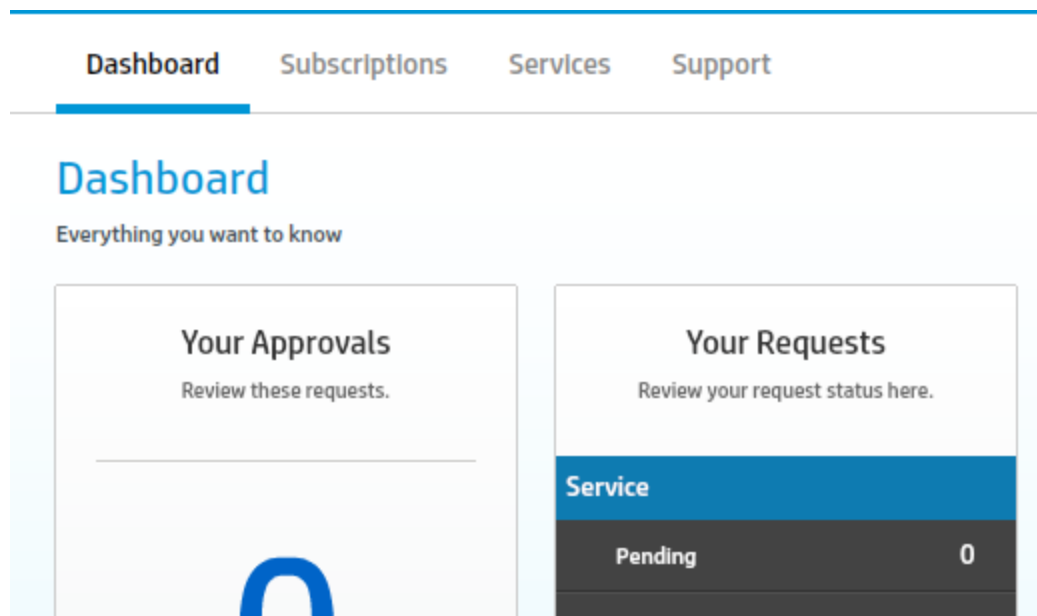 Dashboard Subscriptions Services Support
Dashboard
Everything you want to know
Your Approvals
Review these requests.
Your Requests
Review your request status here.
Service
Pending 0